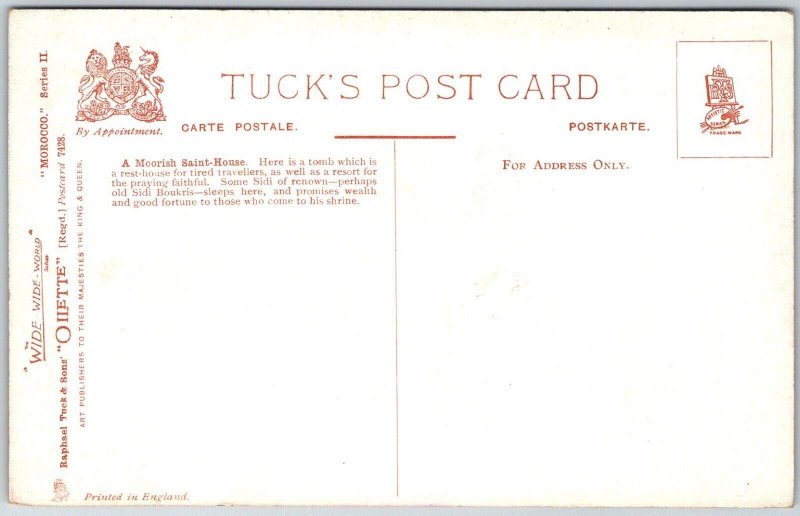 TUCK'S POST CARD
By Appointment.
CARTE POSTALE.
POSTKARTE.
TRADE MARK
A Moorish Saint-House. Here is a tomb which is
a rest-house for tired travellers, as well as a resort for
the praying faithful. Some Sidi of renown—perhaps
old Sidi Boukris—sleeps here, and promises wealth
and good fortune to those who come to his shrine.
FOR ADDRESS ONLY.
"THE WIDE-WIDE-WORLD" "MOROCCO." Series II.
Raphael Tuck & Sons' "OILETTE" [Regd.] Postcard 7428.
ART PUBLISHERS TO THEIR MAJESTIES THE KING & QUEEN.
Printed in England.